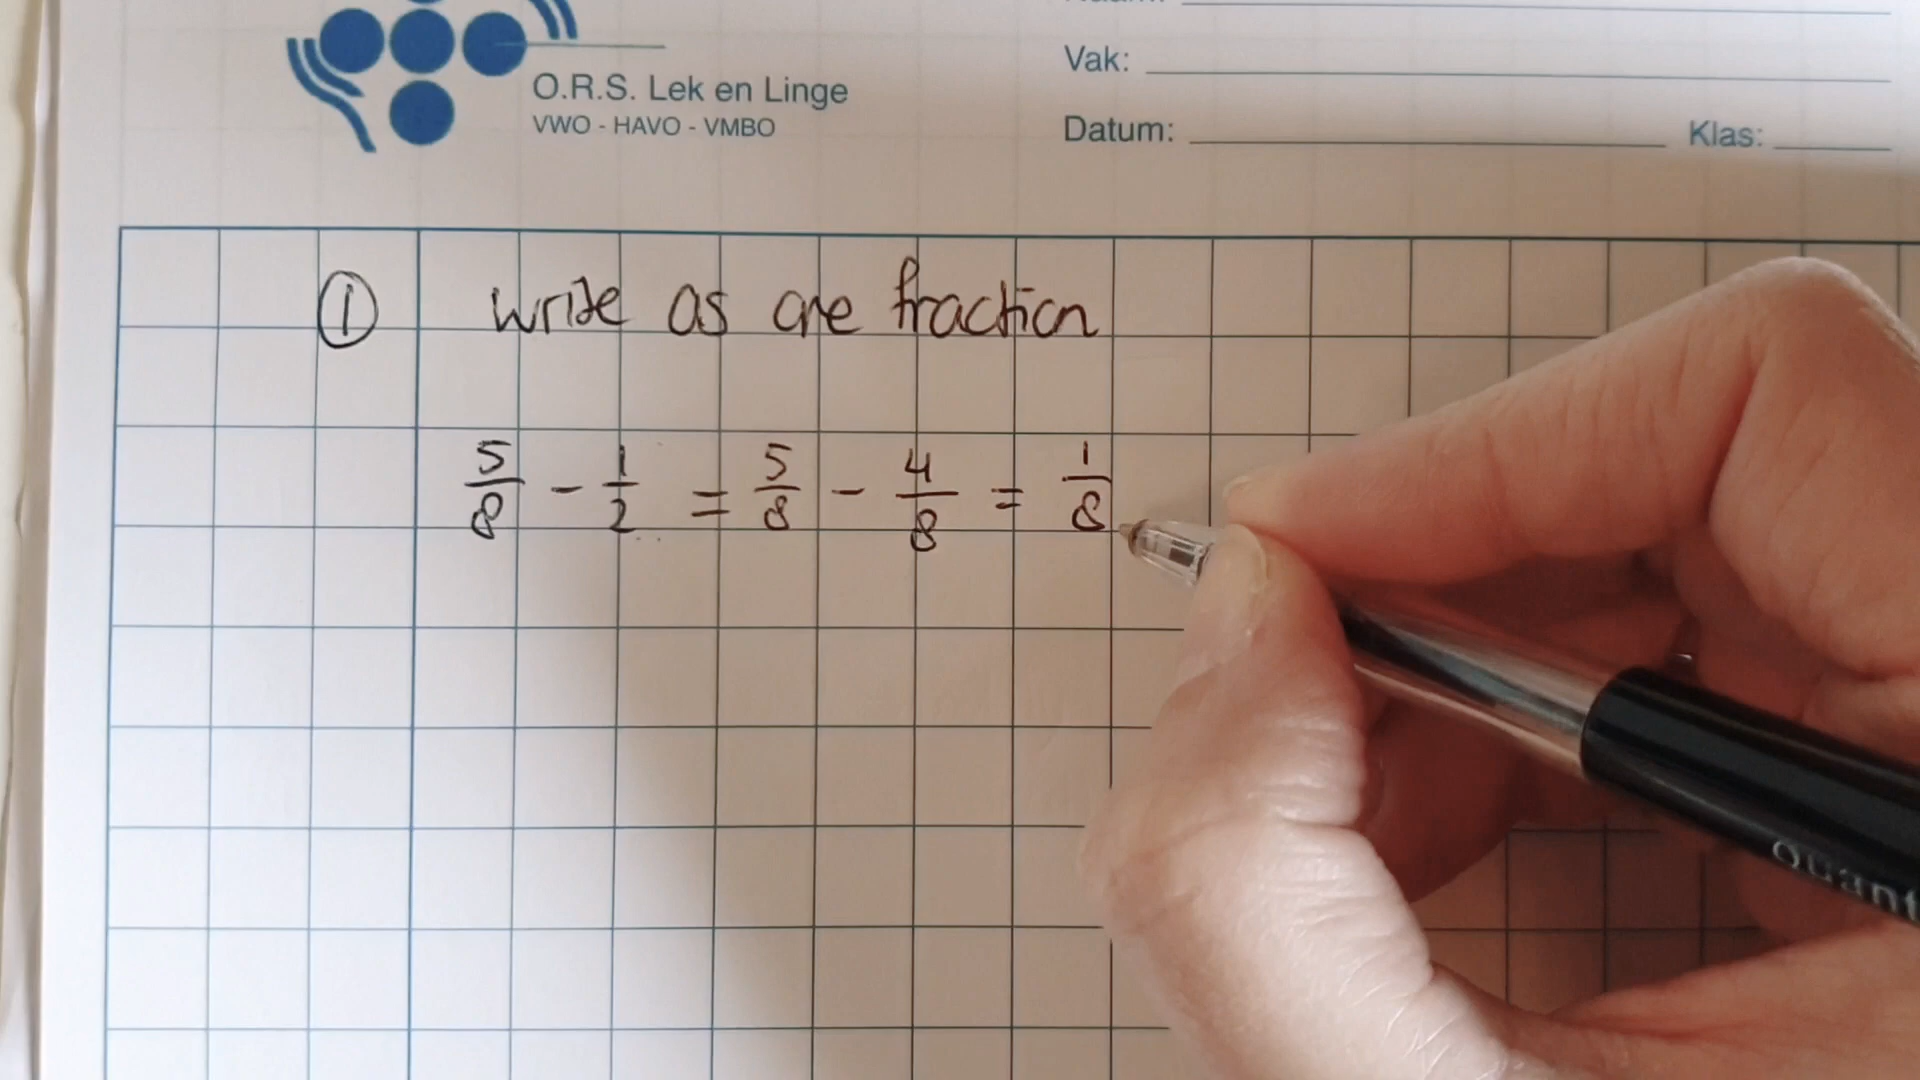 Vak:
O.R.S. Lek en Linge
VWO - HAVO - VMBO
Datum: Klas:
① write as one fraction
5/8 - 1/2 = 5/8 - 4/8 = 1/8